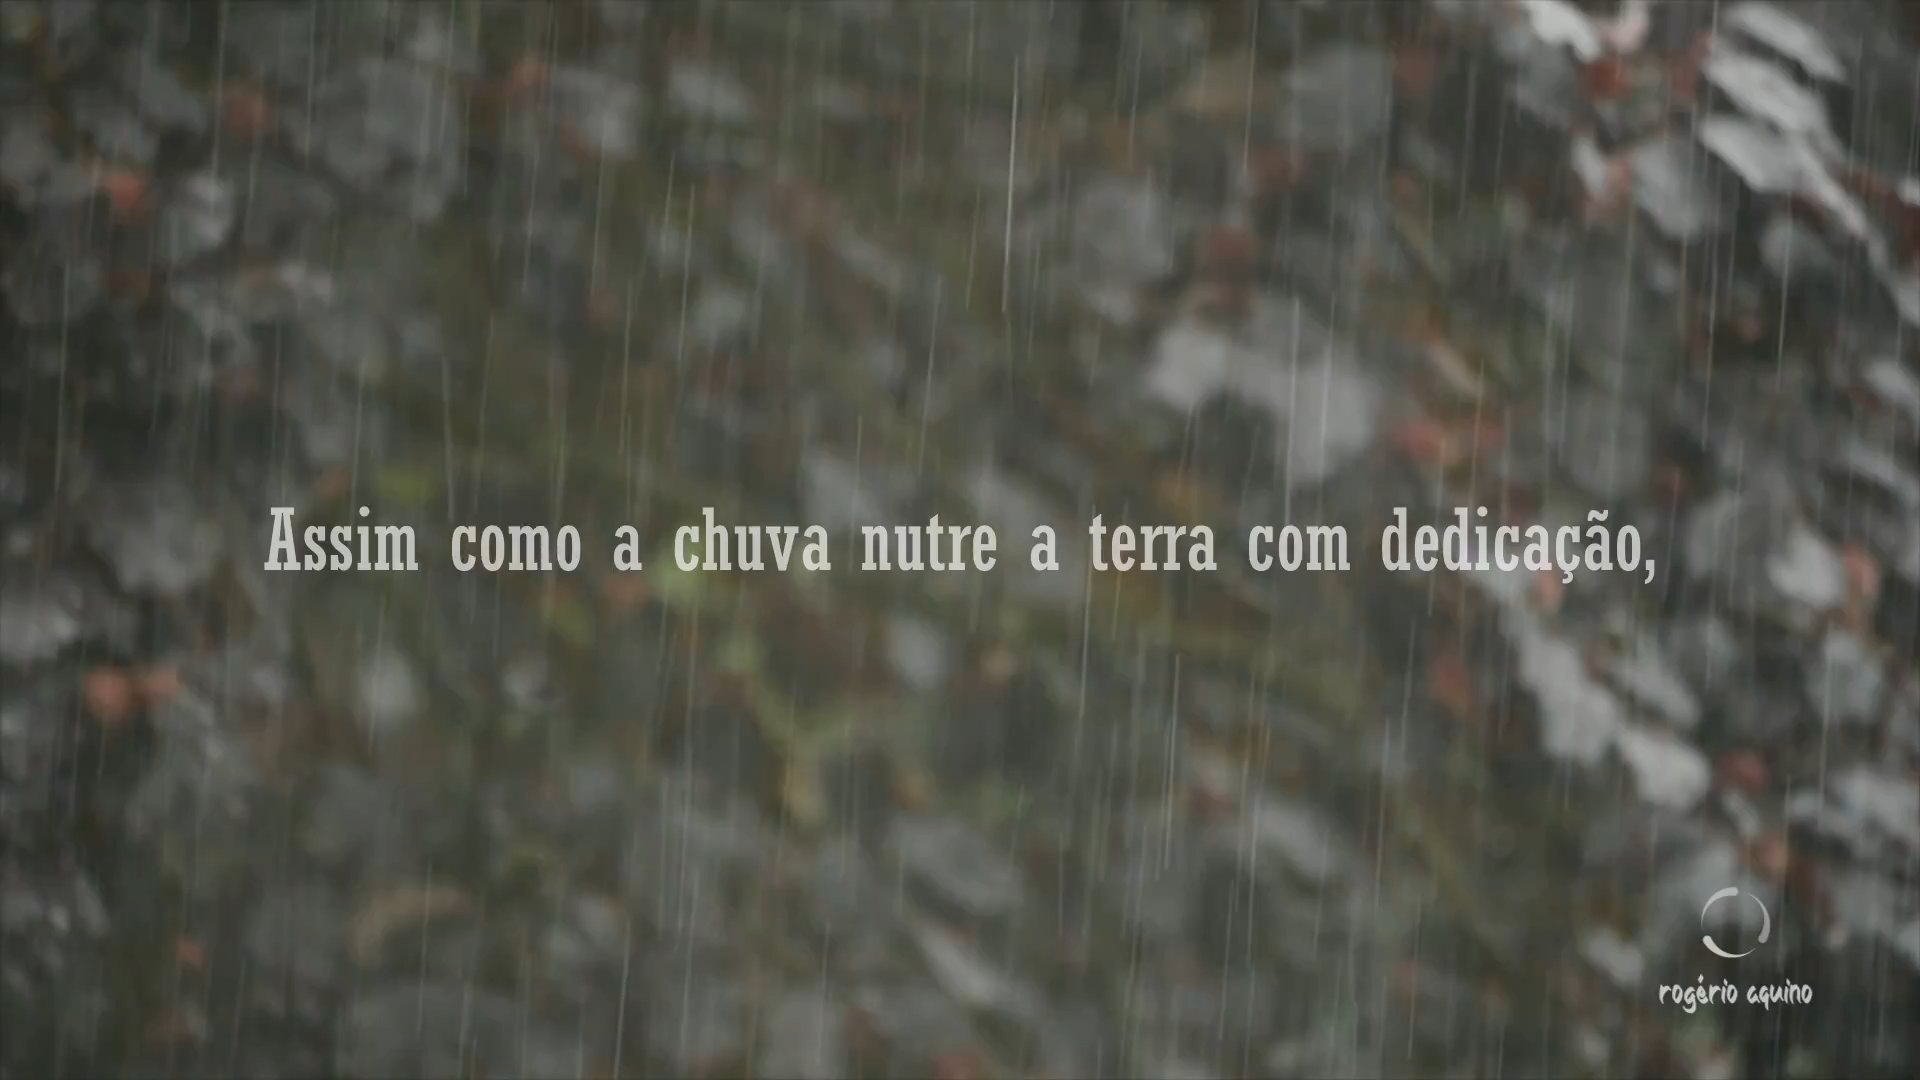 Assim como a chuva nutre a terra com dedicação,
rogério aquino